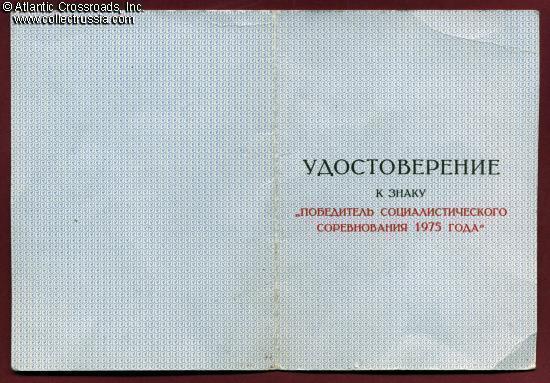 © Atlantic Crossroads, Inc.
www.collectrussia.com
УДОСТОВЕРЕНИЕ
К ЗНАКУ
„ПОБЕДИТЕЛЬ СОЦИАЛИСТИЧЕСКОГО
СОРЕВНОВАНИЯ 1975 ГОДА“